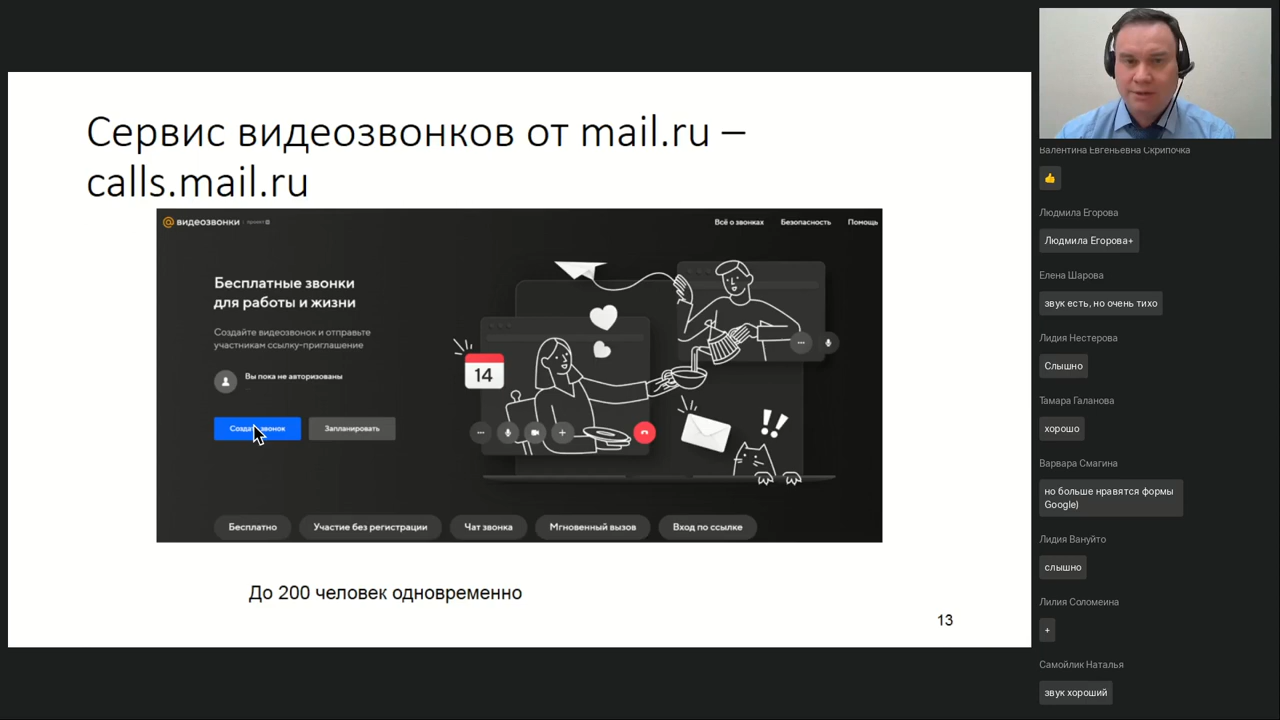 Сервис видеозвонков от mail.ru –
calls.mail.ru
видеозвонки
Всё о звонках
Безопасность
Помощь
Бесплатные звонки
для работы и жизни
Создайте видеозвонок и отправьте
участникам ссылку-приглашение
Вы пока не авторизованы
14
Запланировать
Бесплатно
Участие без регистрации
Чат звонка
Мгновенный вызов
Вход по ссылке
До 200 человек одновременно
13
Валентина Евгеньевна Скрипочка
👍
Людмила Егорова
Людмила Егорова+
Елена Шарова
звук есть, но очень тихо
Лидия Нестерова
Слышно
Тамара Галанова
хорошо
Варвара Смагина
но больше нравятся формы
Google)
Лидия Вануйто
слышно
Лилия Соломеина
+
Самойлик Наталья
звук хороший